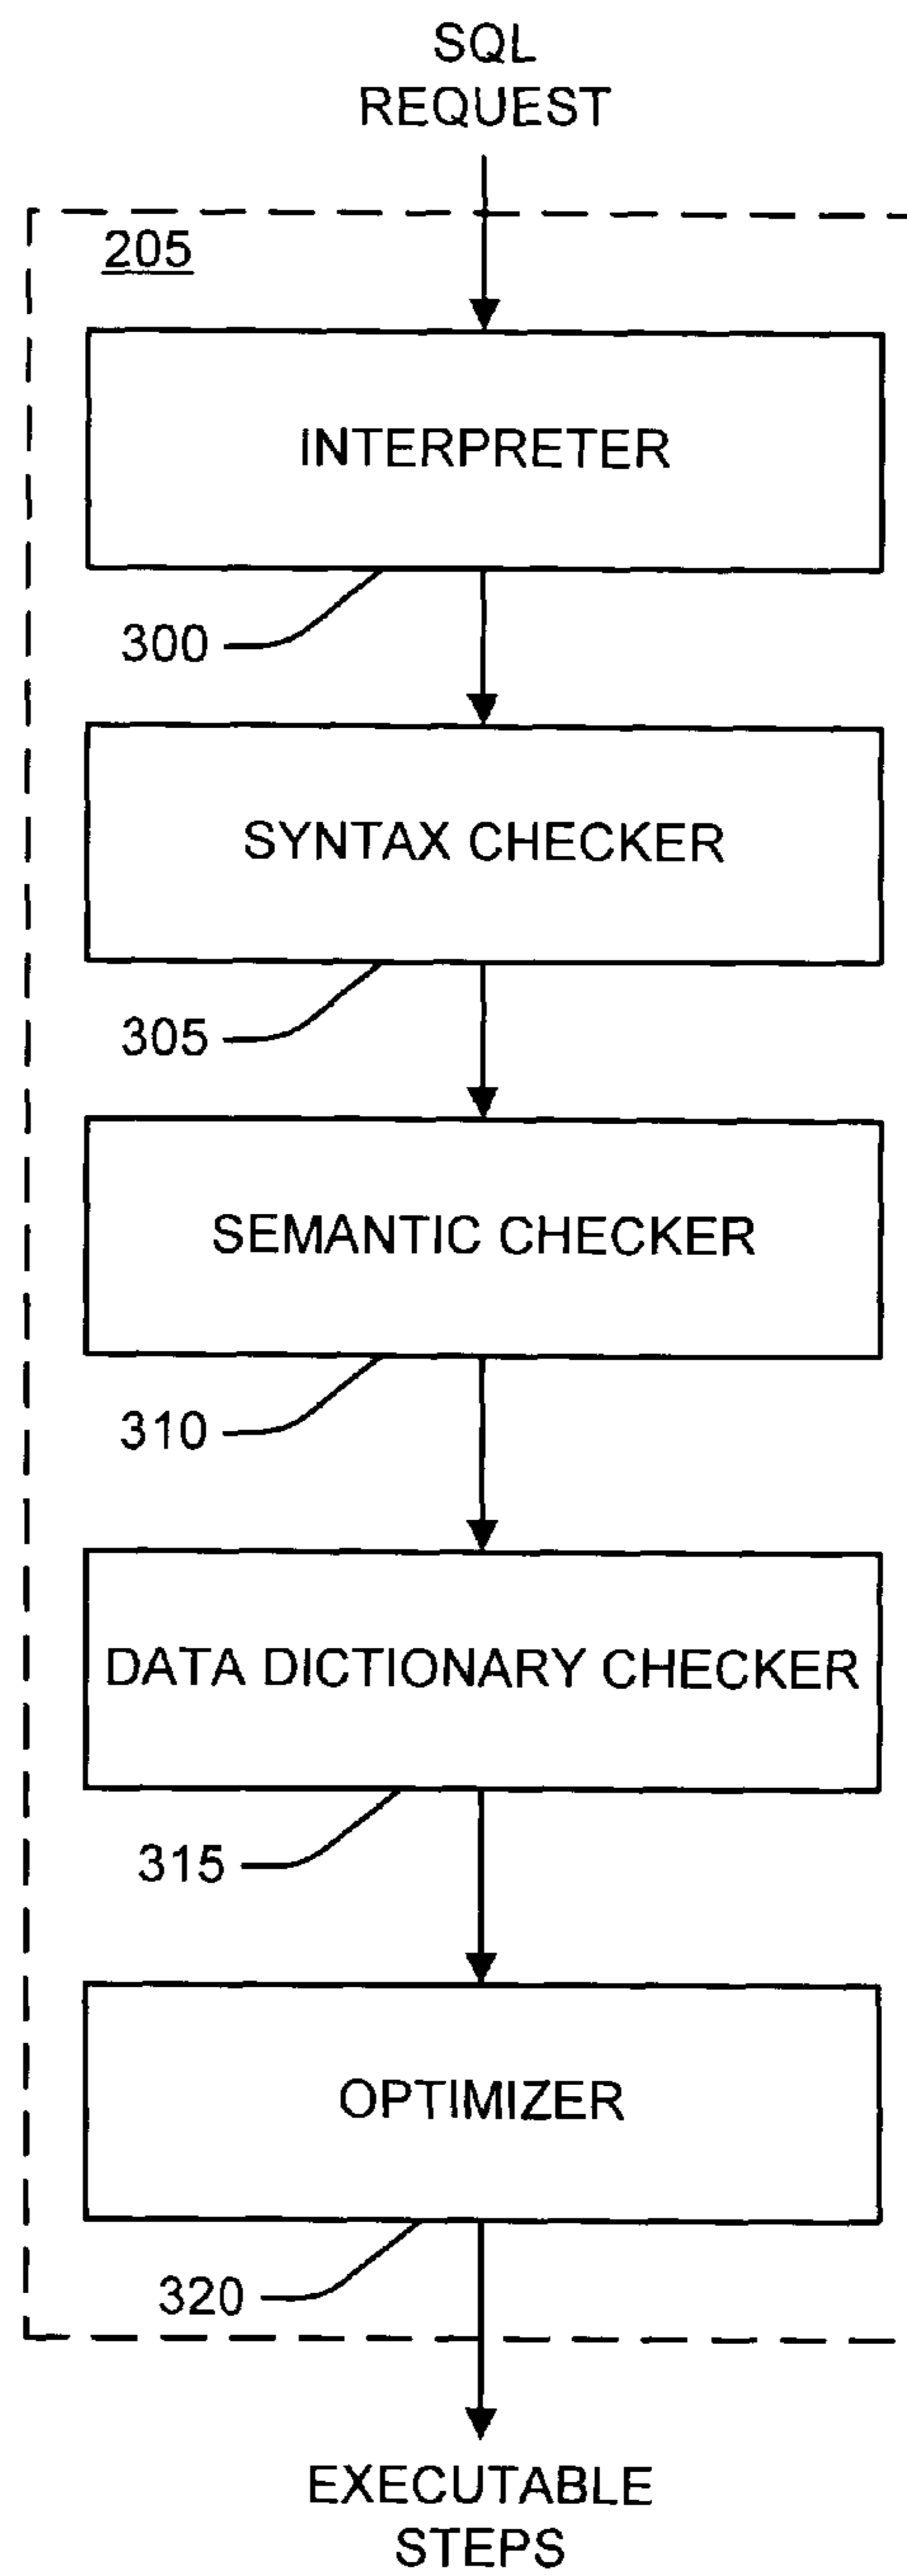 SQL
REQUEST
205
INTERPRETER
300
SYNTAX CHECKER
305
SEMANTIC CHECKER
310
DATA DICTIONARY CHECKER
315
OPTIMIZER
320
EXECUTABLE
STEPS